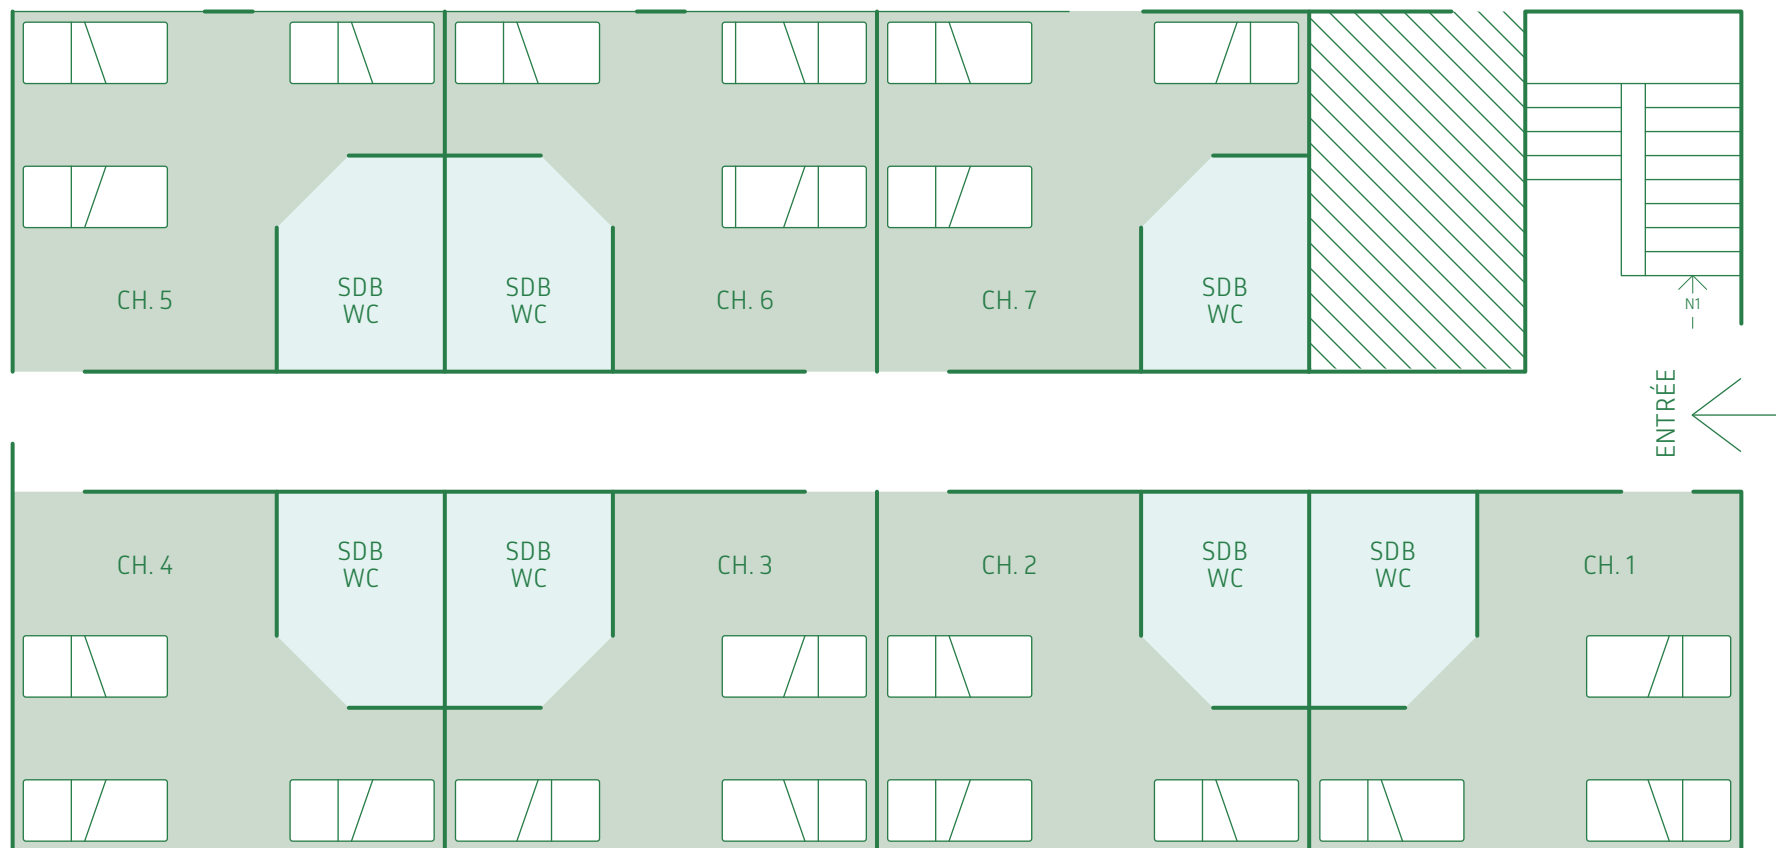 CH. 5
SDB
WC
SDB
WC
CH. 6
CH. 7
SDB
WC
N1
ENTRÉE
CH. 4
SDB
WC
SDB
WC
CH. 3
CH. 2
SDB
WC
SDB
WC
CH. 1